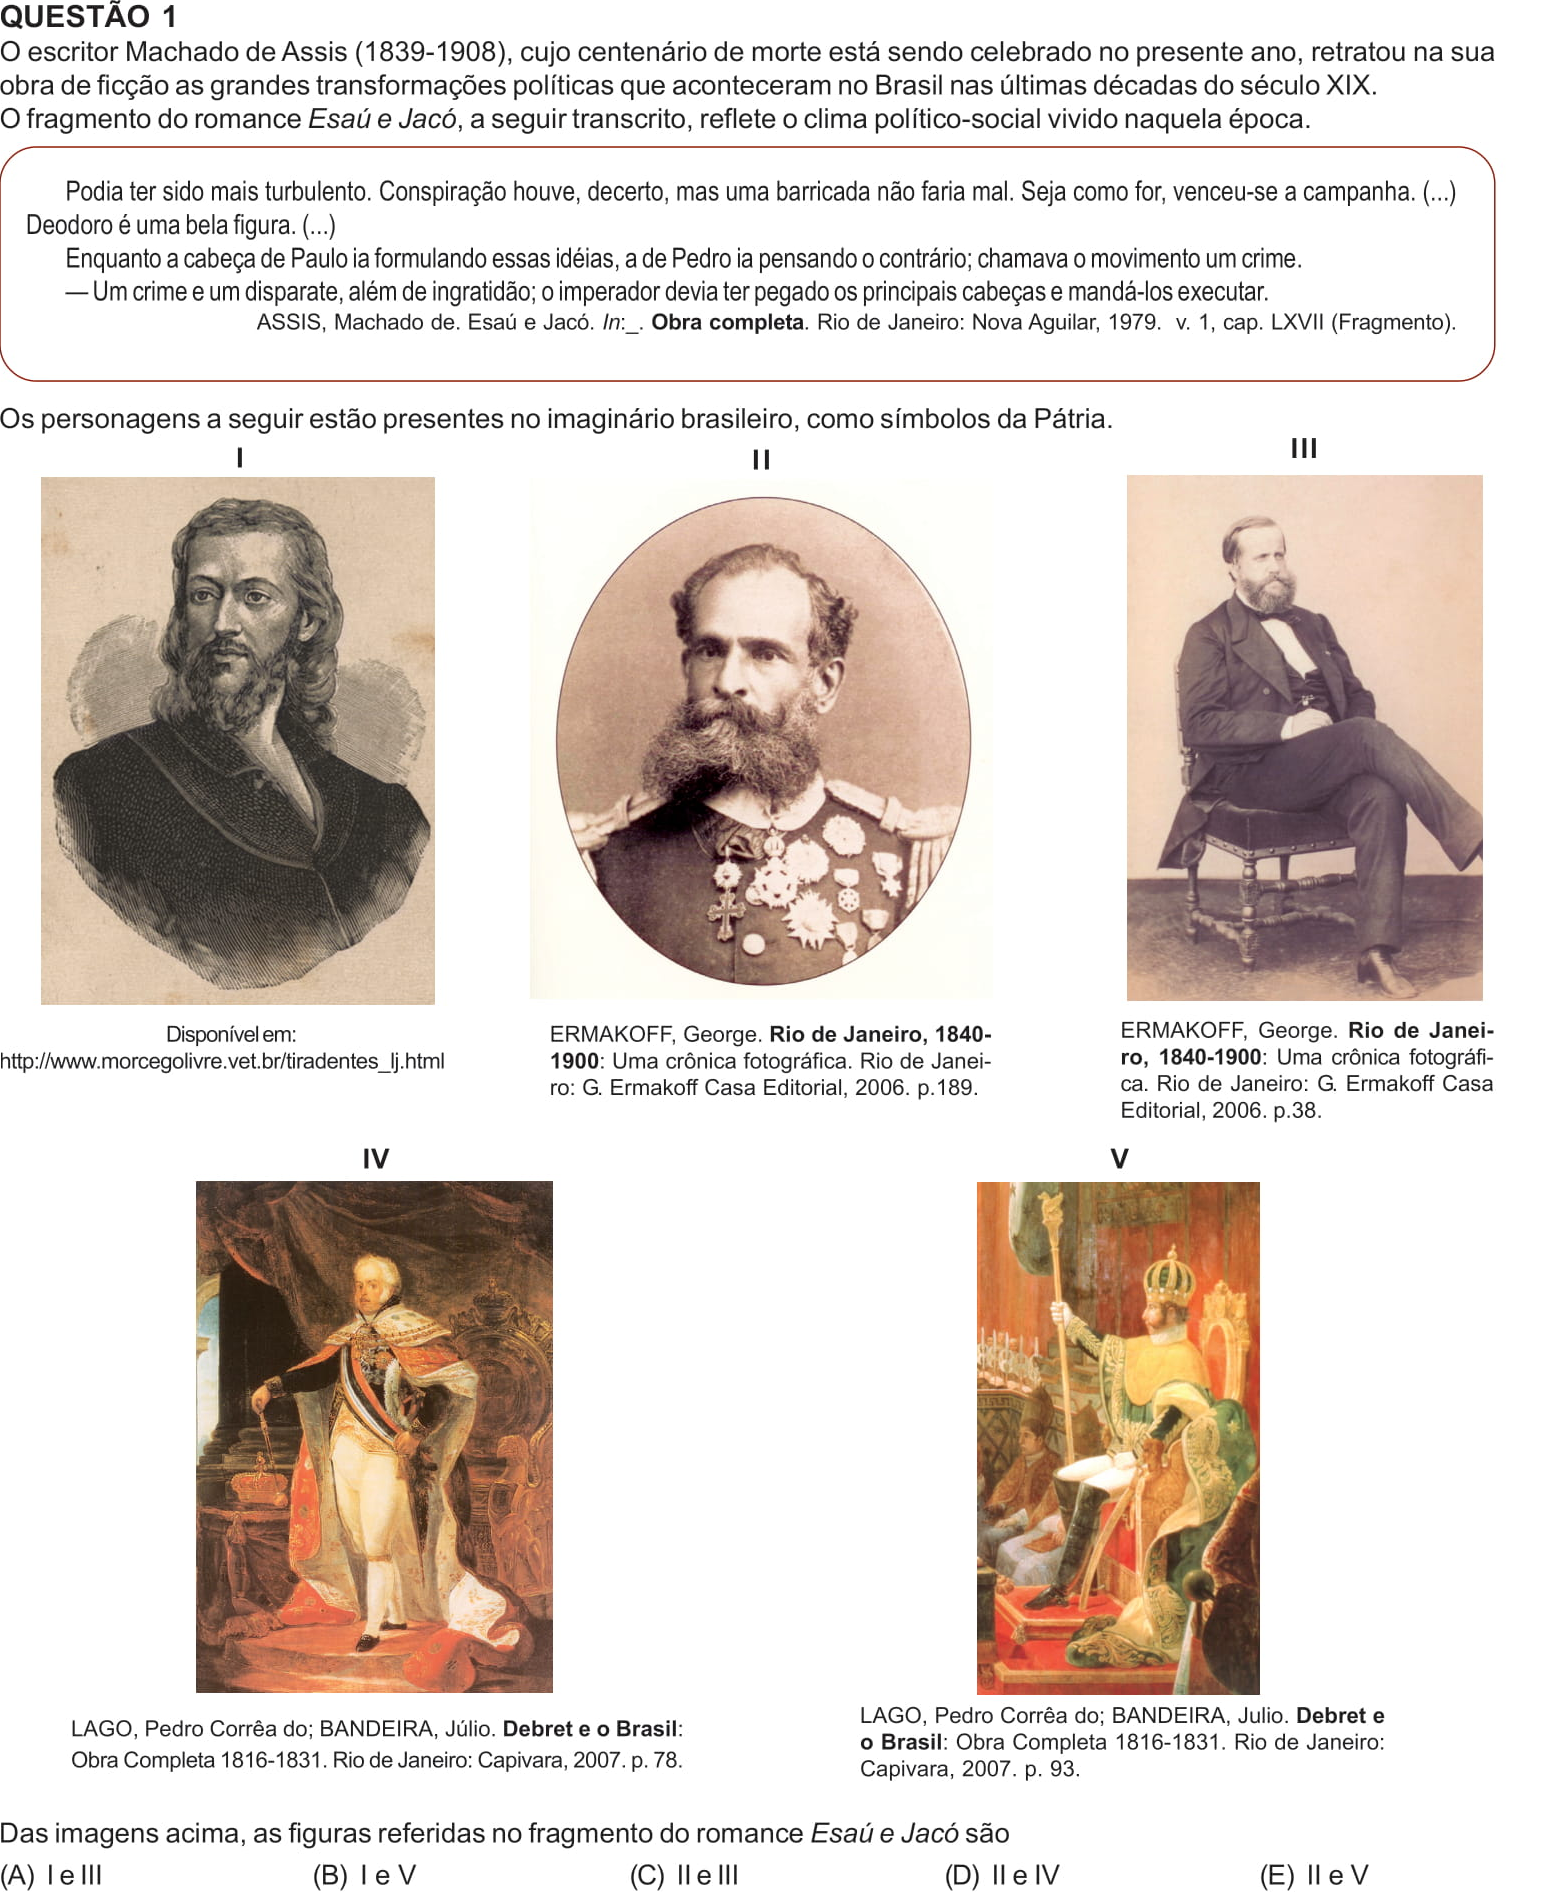 QUESTÃO 1
O escritor Machado de Assis (1839-1908), cujo centenário de morte está sendo celebrado no presente ano, retratou na sua
obra de ficção as grandes transformações políticas que aconteceram no Brasil nas últimas décadas do século XIX.
O fragmento do romance Esaú e Jacó, a seguir transcrito, reflete o clima político-social vivido naquela época.
Podia ter sido mais turbulento. Conspiração houve, decerto, mas uma barricada não faria mal. Seja como for, venceu-se a campanha. (...)
Deodoro é uma bela figura. (...)
Enquanto a cabeça de Paulo ia formulando essas idéias, a de Pedro ia pensando o contrário; chamava o movimento um crime.
— Um crime e um disparate, além de ingratidão; o imperador devia ter pegado os principais cabeças e mandá-los executar.
ASSIS, Machado de. Esaú e Jacó. In:_. Obra completa. Rio de Janeiro: Nova Aguilar, 1979. v. 1, cap. LXVII (Fragmento).
Os personagens a seguir estão presentes no imaginário brasileiro, como símbolos da Pátria.
I
II
III
Disponível em:
http://www.morcegolivre.vet.br/tiradentes_lj.html
ERMAKOFF, George. Rio de Janeiro, 1840-
1900: Uma crônica fotográfica. Rio de Janei-
ro: G. Ermakoff Casa Editorial, 2006. p.189.
ERMAKOFF, George. Rio de Janei-
ro, 1840-1900: Uma crônica fotográfi-
ca. Rio de Janeiro: G. Ermakoff Casa
Editorial, 2006. p.38.
IV
V
LAGO, Pedro Corrêa do; BANDEIRA, Júlio. Debret e o Brasil:
Obra Completa 1816-1831. Rio de Janeiro: Capivara, 2007. p. 78.
LAGO, Pedro Corrêa do; BANDEIRA, Julio. Debret e
o Brasil: Obra Completa 1816-1831. Rio de Janeiro:
Capivara, 2007. p. 93.
Das imagens acima, as figuras referidas no fragmento do romance Esaú e Jacó são
(A) I e III (B) I e V (C) II e III (D) II e IV (E) II e V